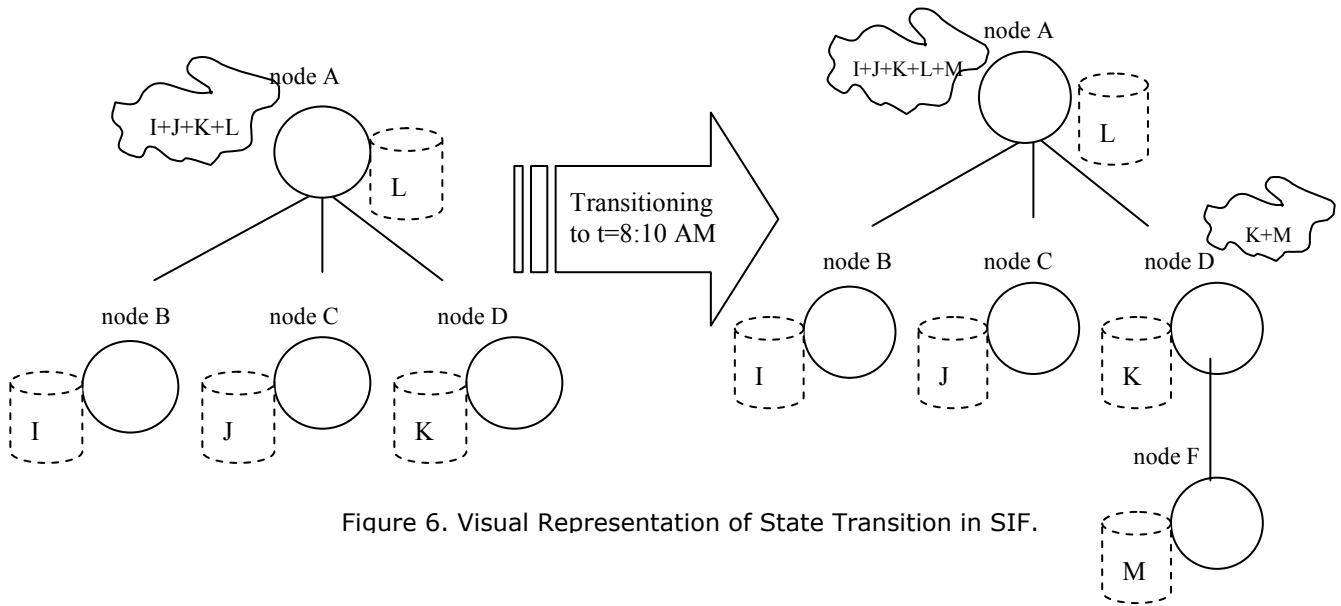 node A
I+J+K+L
L
node B
node C
node D
I
J
K
Transitioning
to t=8:10 AM
node A
I+J+K+L+M
L
K+M
node B
node C
node D
I
J
K
node F
M
Figure 6. Visual Representation of State Transition in SIF.